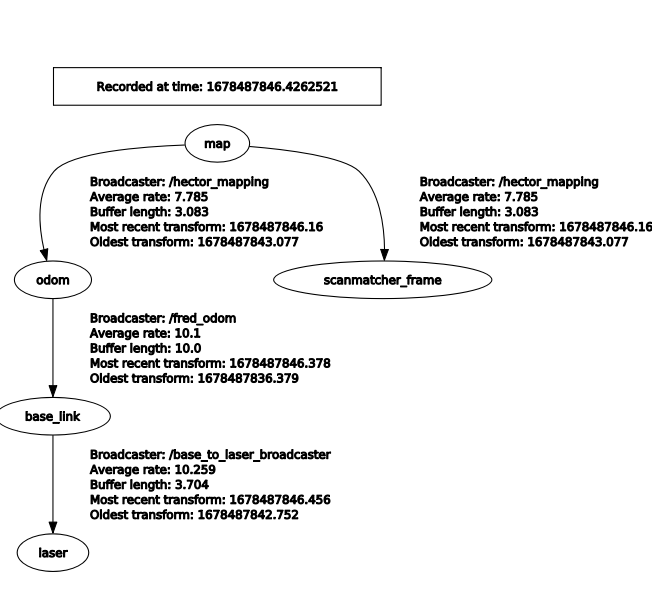 Recorded at time: 1678487846.4262521
map
Broadcaster: /hector_mapping
Average rate: 7.785
Buffer length: 3.083
Most recent transform: 1678487846.16
Oldest transform: 1678487843.077
Broadcaster: /hector_mapping
Average rate: 7.785
Buffer length: 3.083
Most recent transform: 1678487846.16
Oldest transform: 1678487843.077
odom
scanmatcher_frame
Broadcaster: /fred_odom
Average rate: 10.1
Buffer length: 10.0
Most recent transform: 1678487846.378
Oldest transform: 1678487836.379
base_link
Broadcaster: /base_to_laser_broadcaster
Average rate: 10.259
Buffer length: 3.704
Most recent transform: 1678487846.456
Oldest transform: 1678487842.752
laser